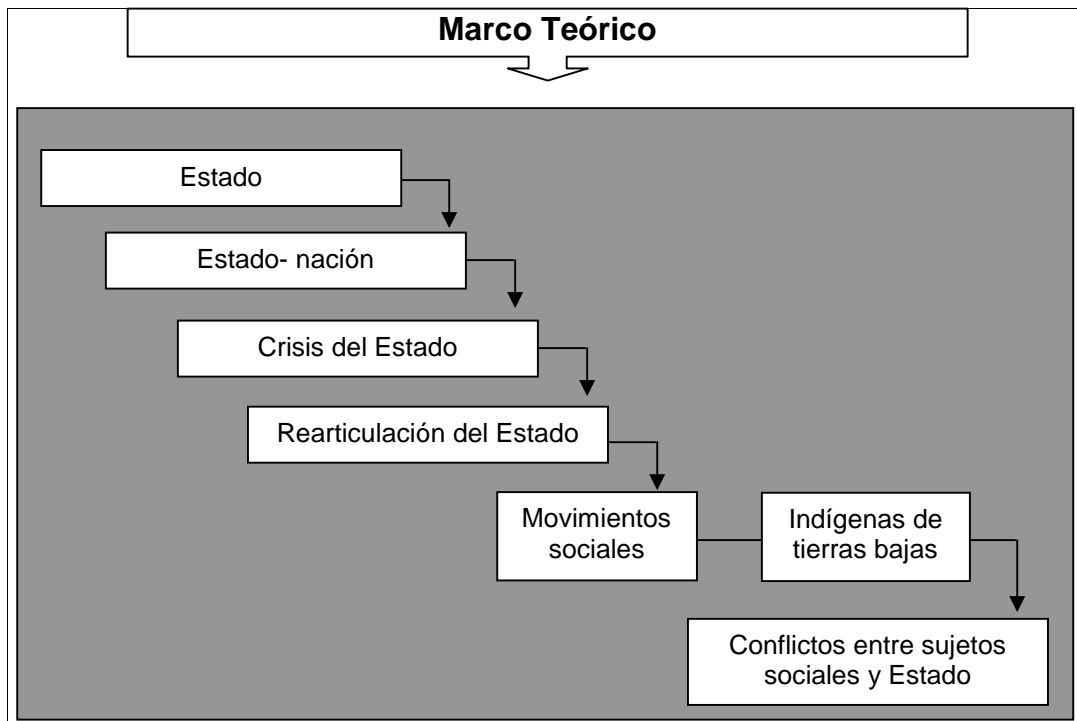 Marco Teórico
Estado
Estado- nación
Crisis del Estado
Rearticulación del Estado
Movimientos
sociales
Indígenas de
tierras bajas
Conflictos entre sujetos
sociales y Estado